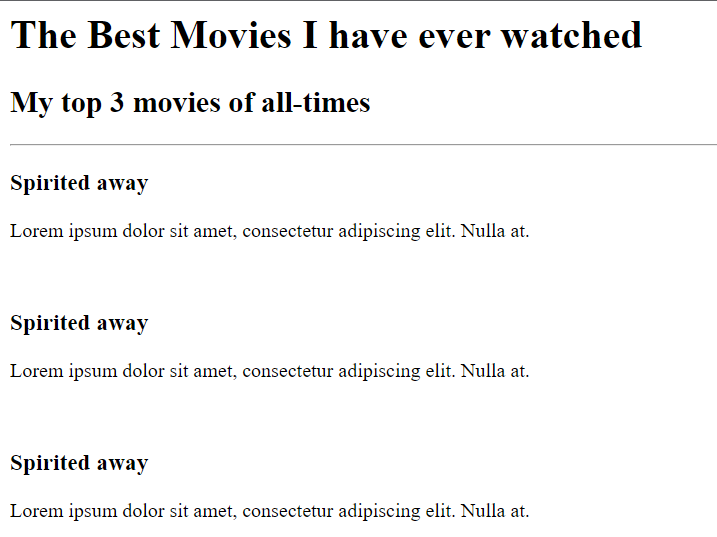 The Best Movies I have ever watched
My top 3 movies of all-times
Spirited away
Lorem ipsum dolor sit amet, consectetur adipiscing elit. Nulla at.
Spirited away
Lorem ipsum dolor sit amet, consectetur adipiscing elit. Nulla at.
Spirited away
Lorem ipsum dolor sit amet, consectetur adipiscing elit. Nulla at.